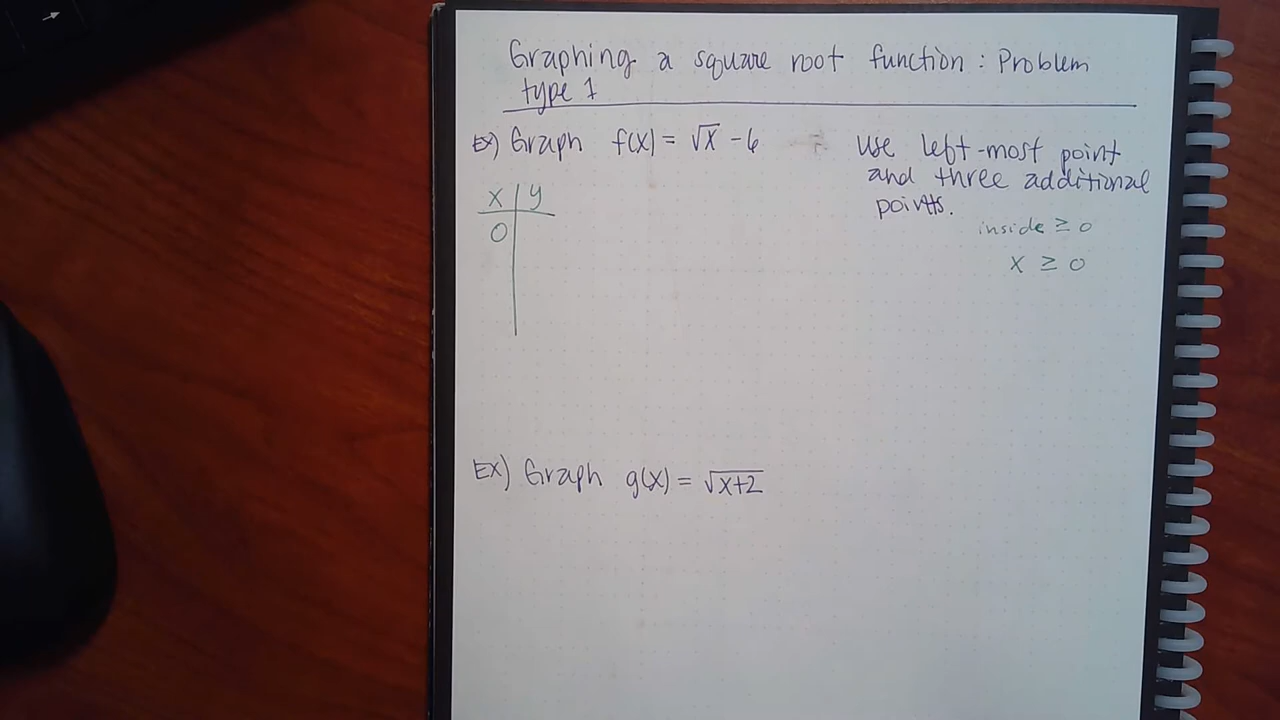 Graphing a square root function : Problem
type 1
Ex) Graph f(x) = √x - 6
use left-most point
and three additional
points.
inside ≥ 0
x ≥ 0
x | y
0
Ex) Graph g(x) = √x+2